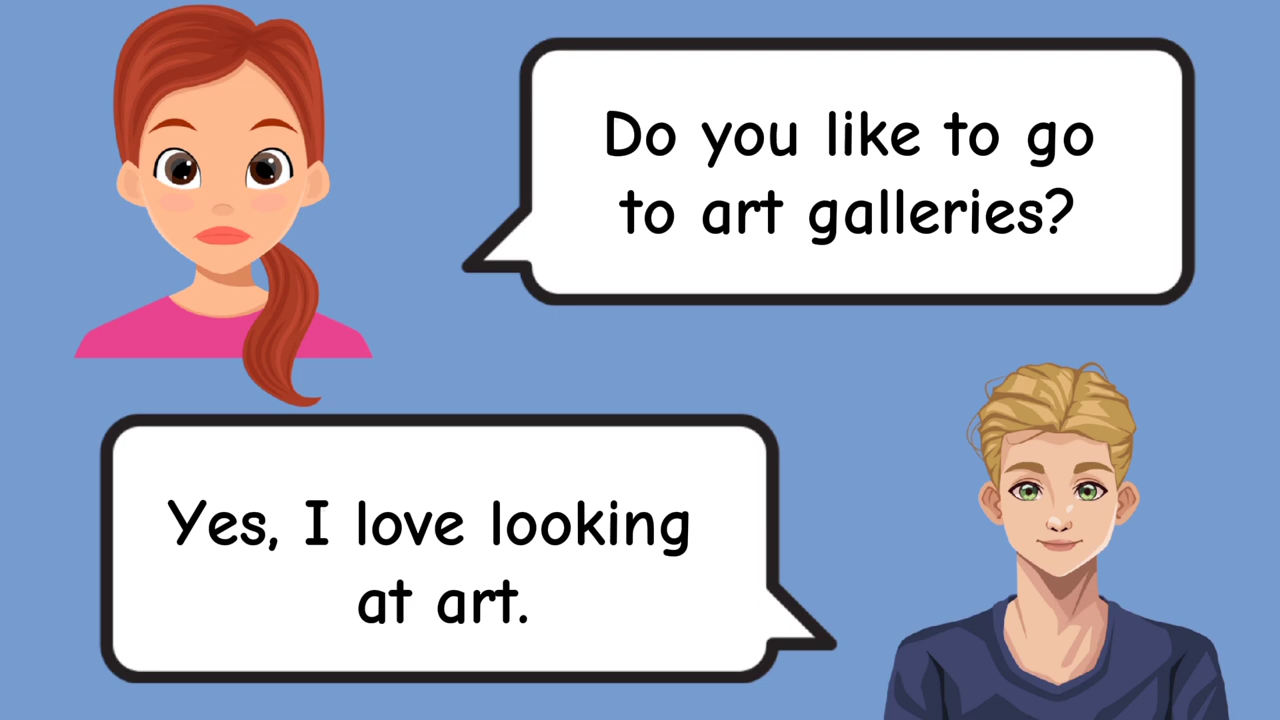 Do you like to go
to art galleries?
Yes, I love looking
at art.